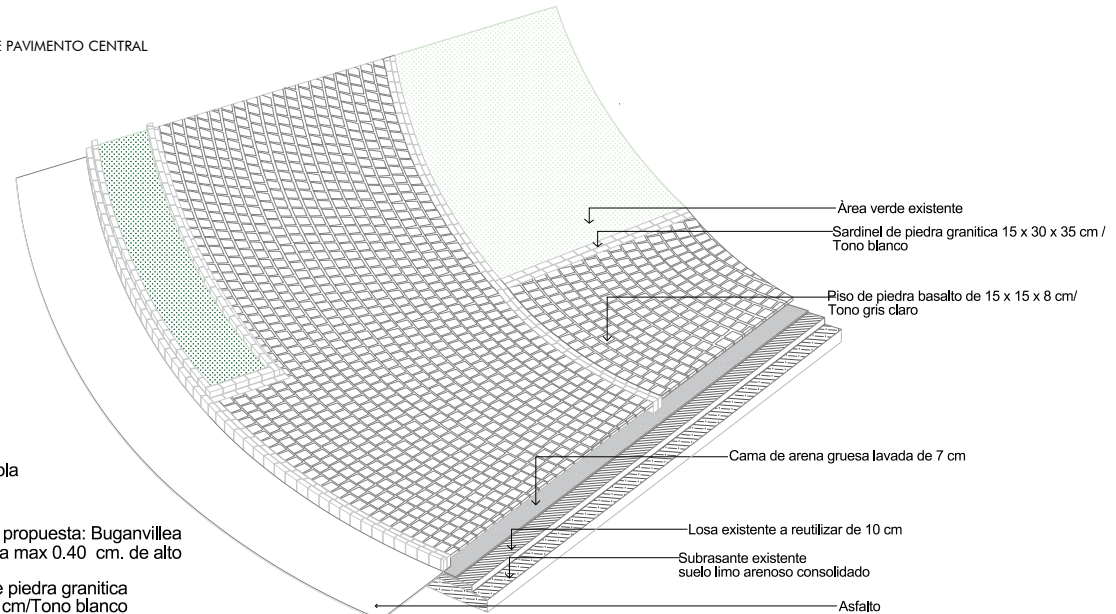 E PAVIMENTO CENTRAL
Àrea verde existente
Sardinel de piedra granitica 15 x 30 x 35 cm /
Tono blanco
Piso de piedra basalto de 15 x 15 x 8 cm/
Tono gris claro
Cama de arena gruesa lavada de 7 cm
Losa existente a reutilizar de 10 cm
Subrasante existente
suelo limo arenoso consolidado
Asfalto
ola
propuesta: Buganvillea
a max 0.40 cm. de alto
e piedra granitica
cm/Tono blanco